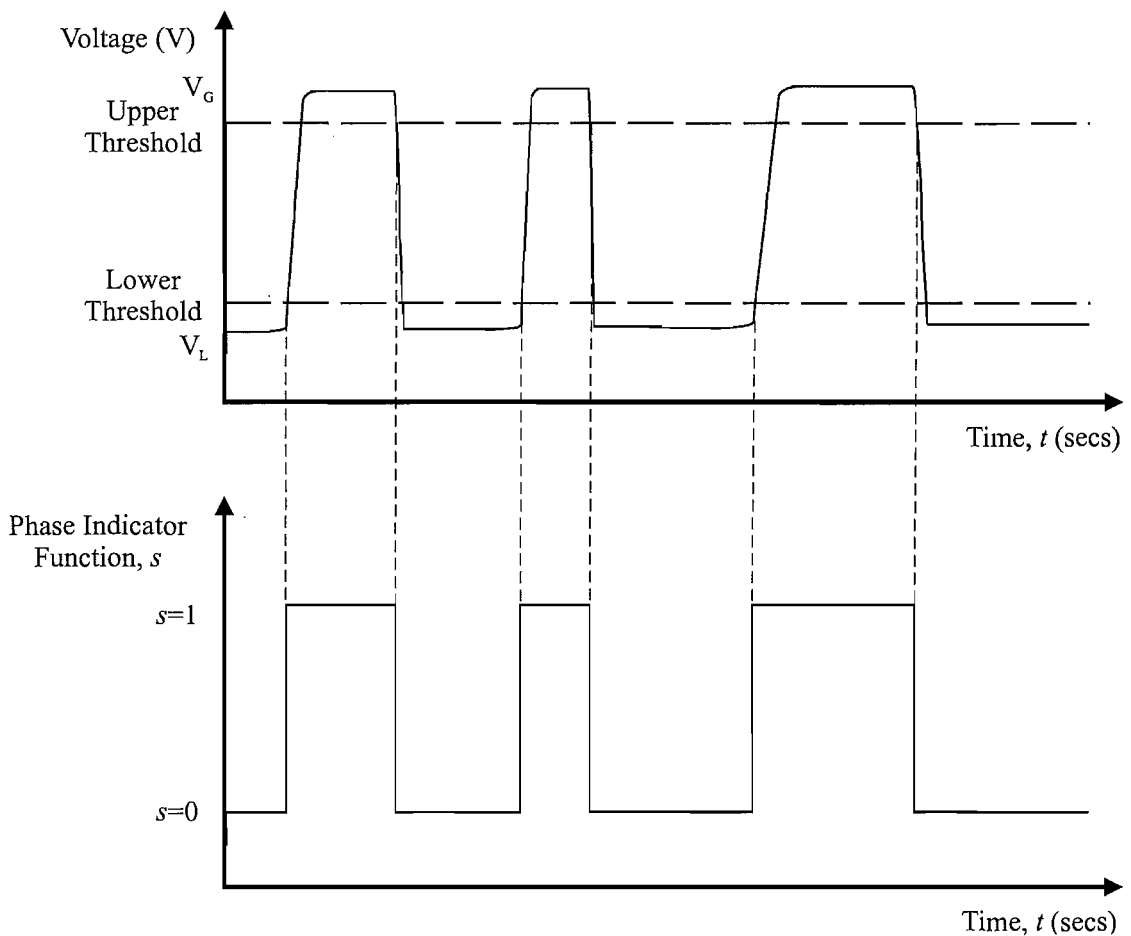 Voltage (V)
V_G
Upper
Threshold
Lower
Threshold
V_L
Time, t (secs)
Phase Indicator
Function, s
s=1
s=0
Time, t (secs)